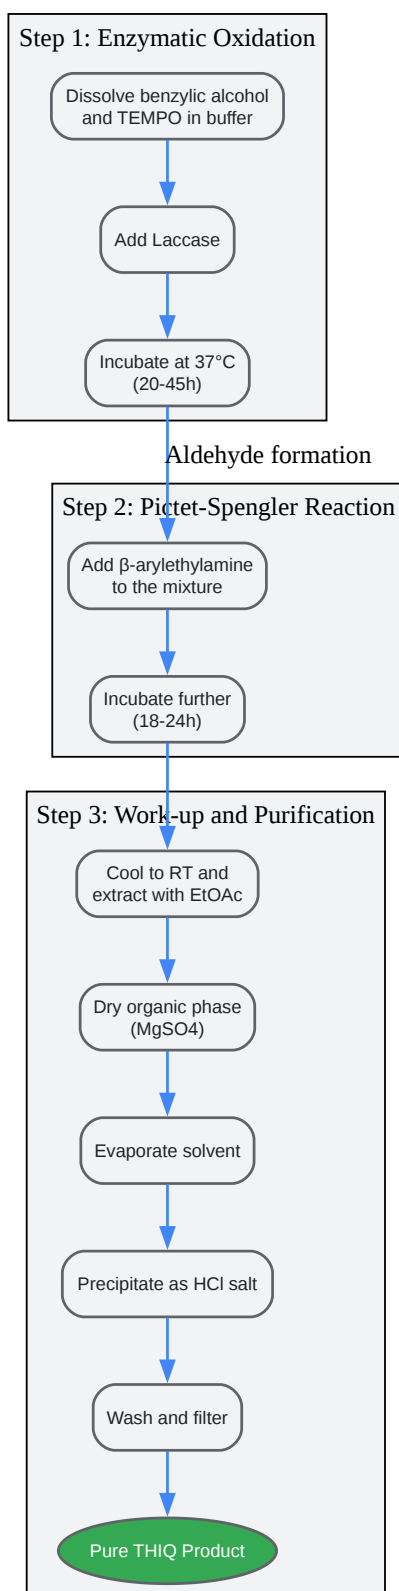 Step 1: Enzymatic Oxidation
Dissolve benzylic alcohol
and TEMPO in buffer
Add Laccase
Incubate at 37°C
(20-45h)
Aldehyde formation
Step 2: Pictet-Spengler Reaction
Add β-arylethylamine
to the mixture
Incubate further
(18-24h)
Step 3: Work-up and Purification
Cool to RT and
extract with EtOAc
Dry organic phase
(MgSO4)
Evaporate solvent
Precipitate as HCl salt
Wash and filter
Pure THIQ Product